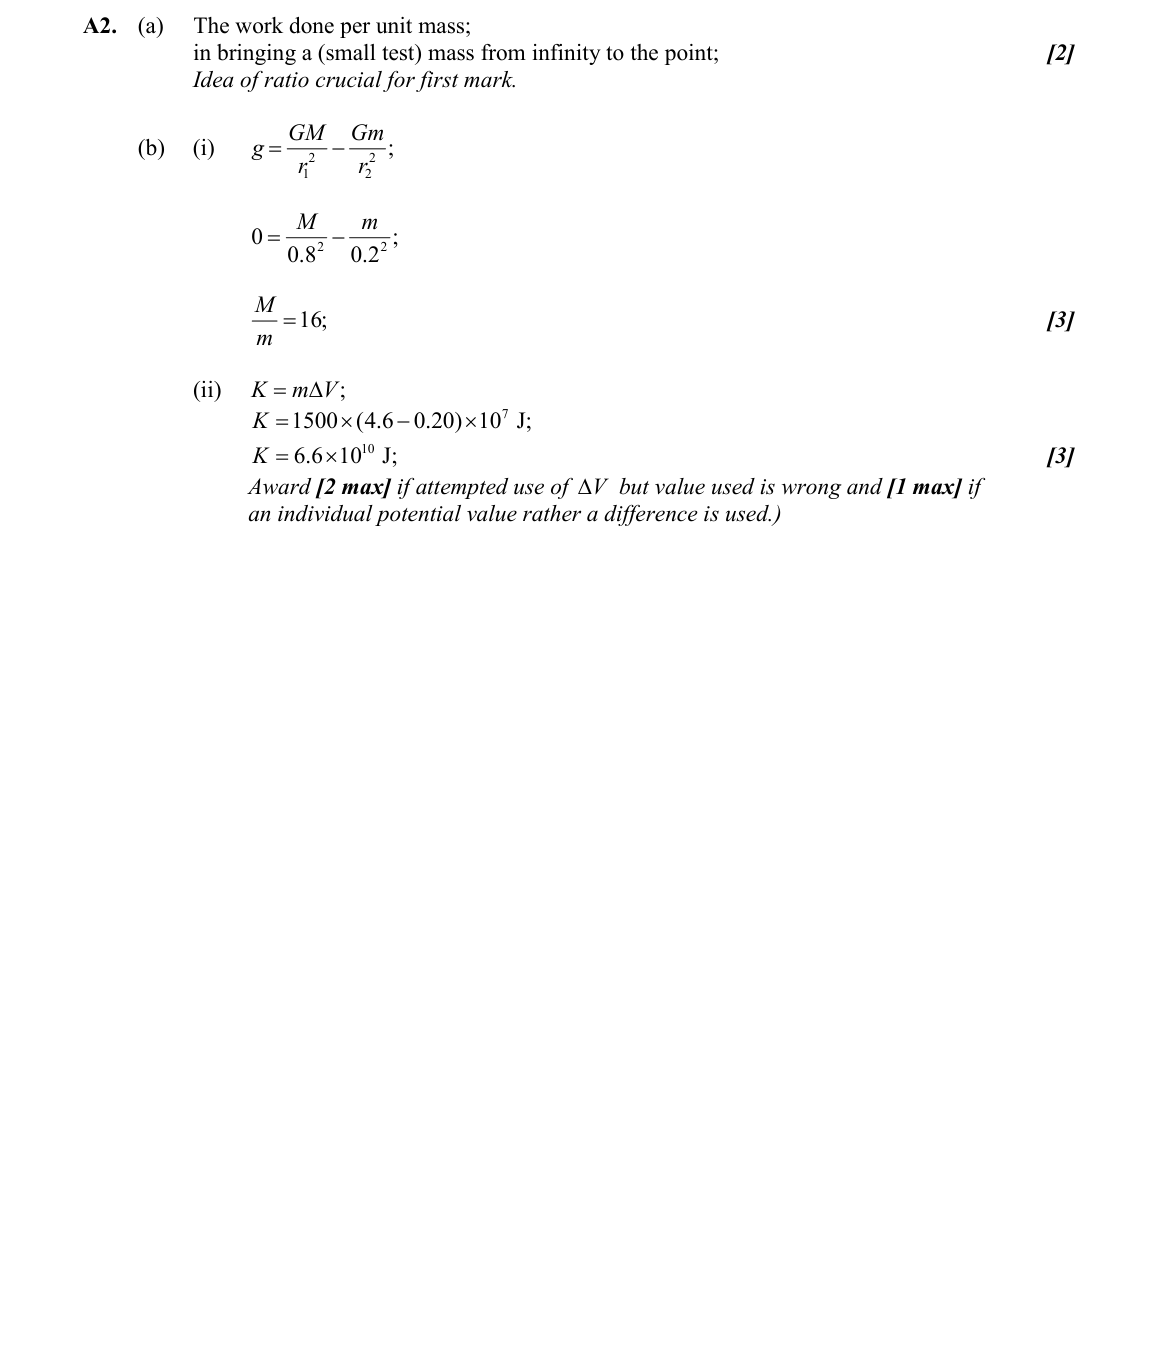 A2. (a) The work done per unit mass;
in bringing a (small test) mass from infinity to the point; [2]
Idea of ratio crucial for first mark.
(b) (i) g = GM/r₁² − Gm/r₂²;
0 = M/0.8² − m/0.2²;
M/m = 16; [3]
(ii) K = mΔV;
K = 1500×(4.6−0.20)×10⁷ J;
K = 6.6×10¹⁰ J; [3]
Award [2 max] if attempted use of ΔV but value used is wrong and [1 max] if
an individual potential value rather a difference is used.)